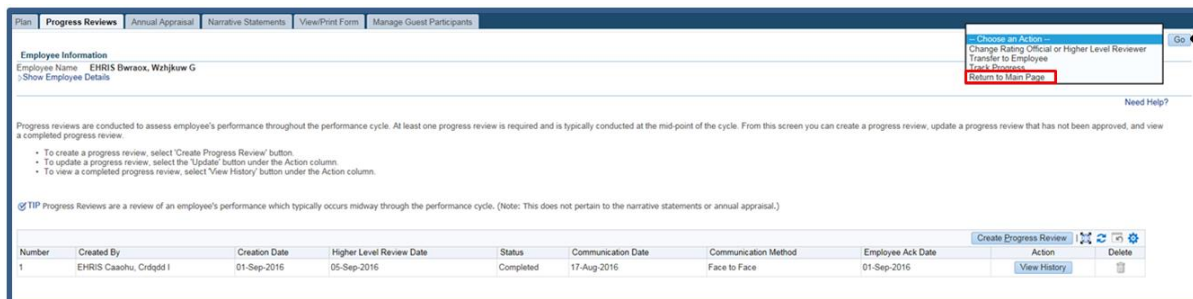 Plan Progress Reviews Annual Appraisal Narrative Statements View/Print Form Manage Guest Participants
-- Choose an Action -- Go
Change Rating Official or Higher Level Reviewer
Transfer to Employee
Track Progress
Return to Main Page
Employee Information
Employee Name EHRIS Bwraox, Wzhjkuw G
Show Employee Details
Need Help?
Progress reviews are conducted to assess employee's performance throughout the performance cycle. At least one progress review is required and is typically conducted at the mid-point of the cycle. From this screen you can create a progress review, update a progress review that has not been approved, and view
a completed progress review.
• To create a progress review, select 'Create Progress Review' button.
• To update a progress review, select the 'Update' button under the Action column.
• To view a completed progress review, select 'View History' button under the Action column.
TIP Progress Reviews are a review of an employee's performance which typically occurs midway through the performance cycle. (Note: This does not pertain to the narrative statements or annual appraisal.)
Create Progress Review
Number Created By Creation Date Higher Level Review Date Status Communication Date Communication Method Employee Ack Date Action Delete
1 EHRIS Caaohu, Crdqdd I 01-Sep-2016 05-Sep-2016 Completed 17-Aug-2016 Face to Face 01-Sep-2016 View History